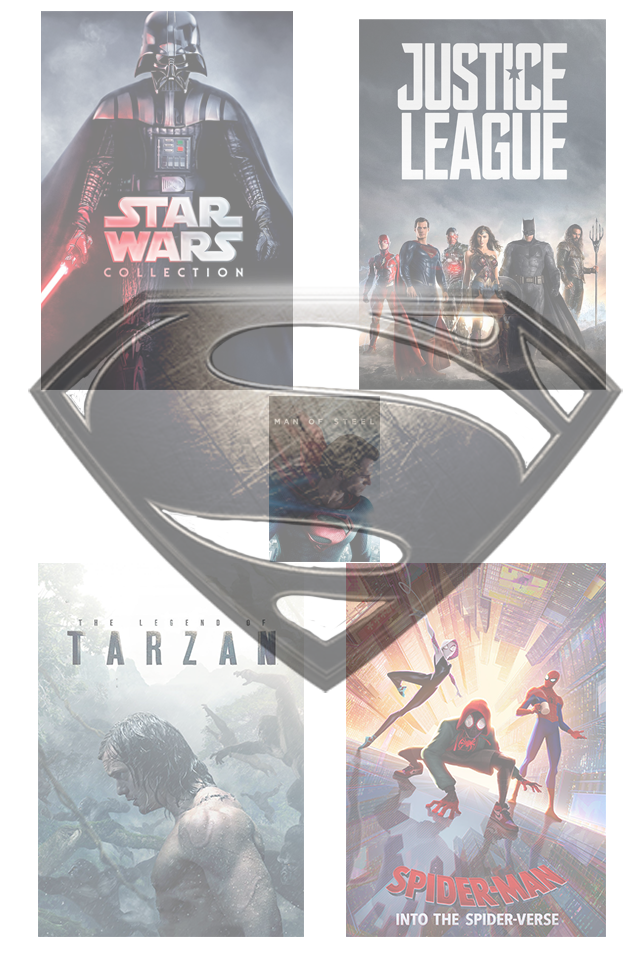 STAR
WARS
COLLECTION
JUSTICE
LEAGUE
MAN OF STEEL
THE LEGEND OF
TARZAN
SPIDER-MAN
INTO THE SPIDER-VERSE